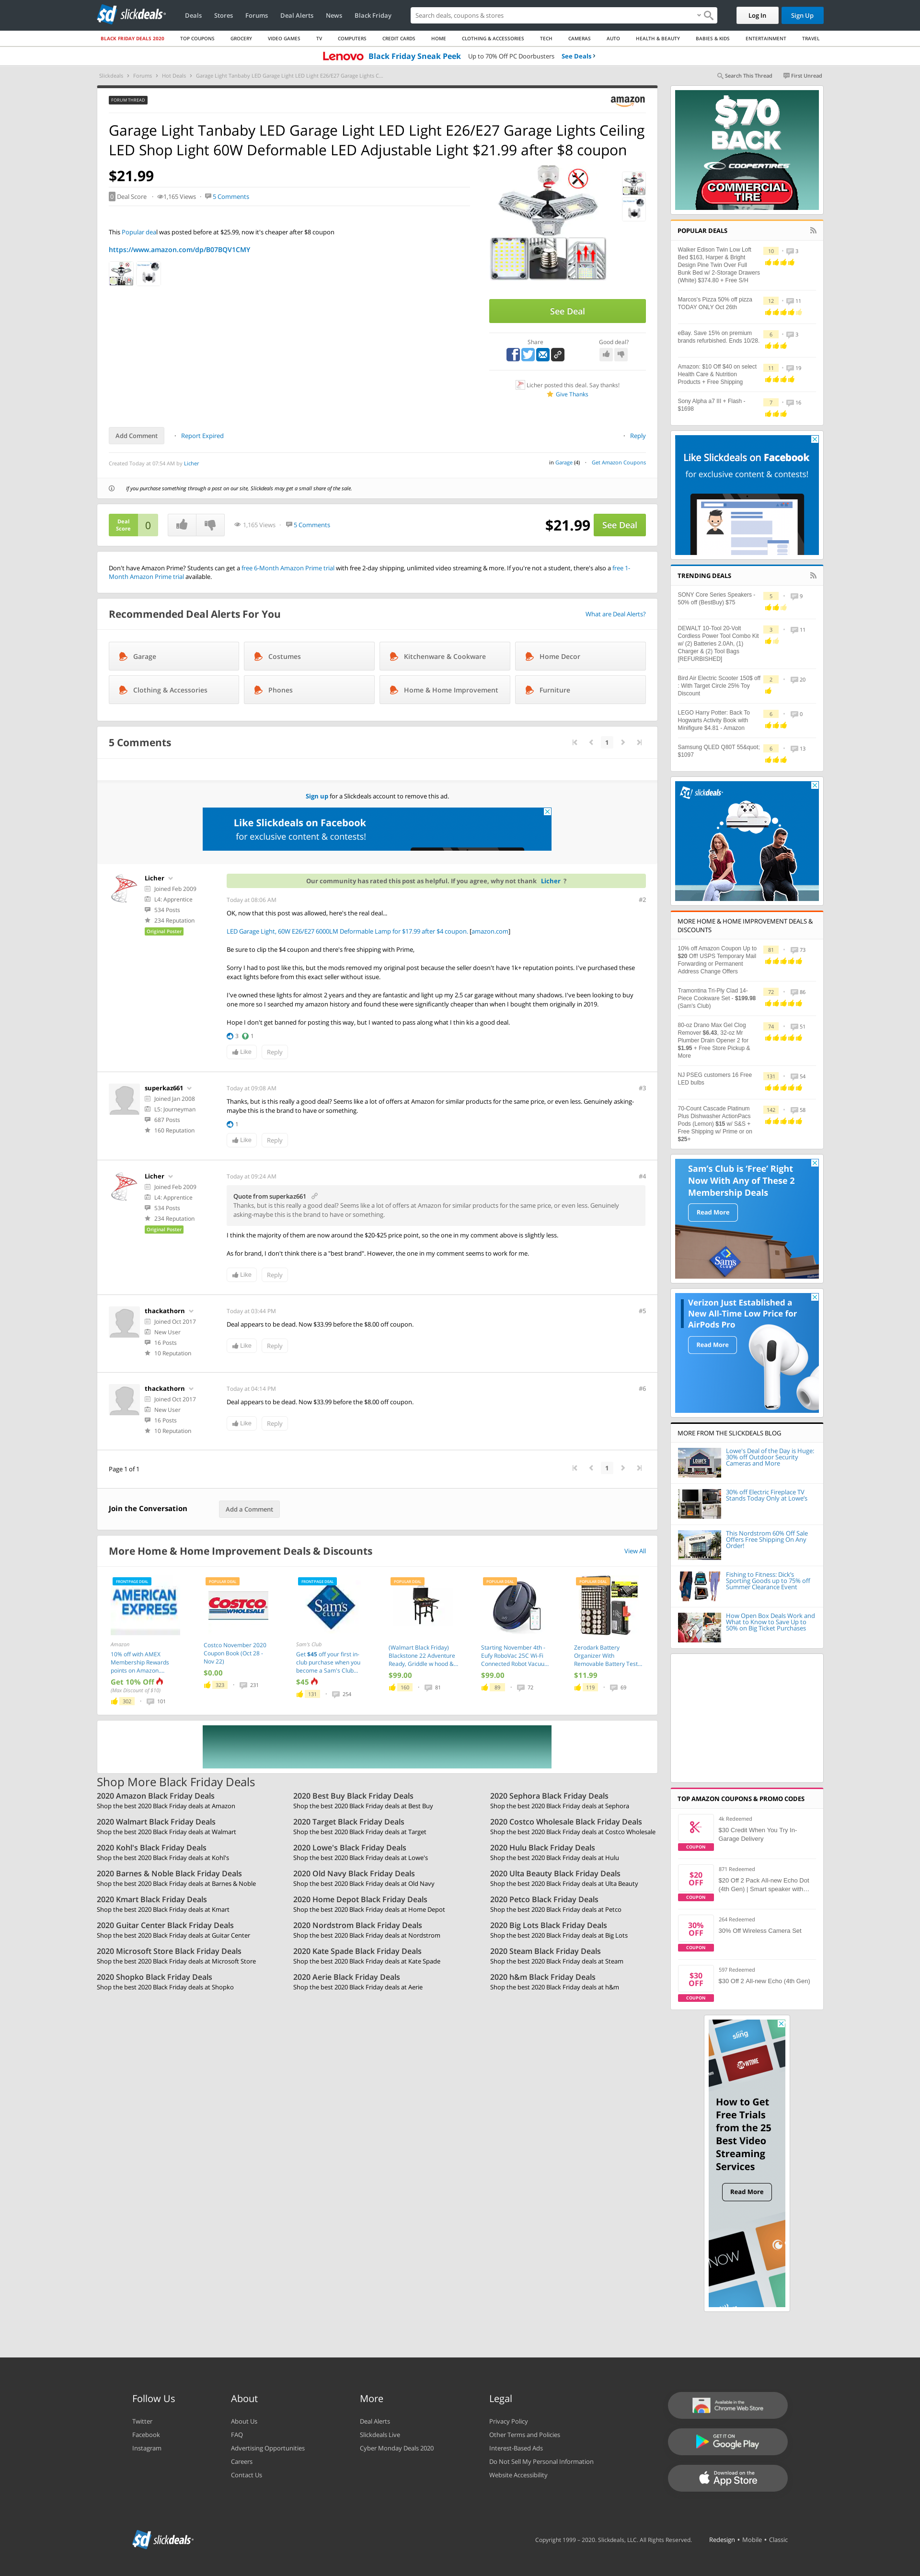 slickdeals
Deals
Stores
Forums
Deal Alerts
News
Black Friday
Search deals, coupons & stores
Log In
Sign Up
BLACK FRIDAY DEALS 2020
TOP COUPONS
GROCERY
VIDEO GAMES
TV
COMPUTERS
CREDIT CARDS
HOME
CLOTHING & ACCESSORIES
TECH
CAMERAS
AUTO
HEALTH & BEAUTY
BABIES & KIDS
ENTERTAINMENT
TRAVEL
Lenovo Black Friday Sneak Peek Up to 70% Off PC Doorbusters See Deals
Slickdeals > Forums > Hot Deals > Garage Light Tanbaby LED Garage Light LED Light E26/E27 Garage Lights C...
Search This Thread
First Unread
FORUM THREAD
amazon
Garage Light Tanbaby LED Garage Light LED Light E26/E27 Garage Lights Ceiling
LED Shop Light 60W Deformable LED Adjustable Light $21.99 after $8 coupon
$21.99
0 Deal Score
1,165 Views
5 Comments
This Popular deal was posted before at $25.99, now it's cheaper after $8 coupon
https://www.amazon.com/dp/B07BQV1CMY
See Deal
Share
Good deal?
Licher posted this deal. Say thanks!
Give Thanks
Add Comment
Report Expired
Reply
Created Today at 07:54 AM by Licher
in Garage (4)
Get Amazon Coupons
If you purchase something through a post on our site, Slickdeals may get a small share of the sale.
Deal Score 0
1,165 Views
5 Comments
$21.99
See Deal
Don't have Amazon Prime? Students can get a free 6-Month Amazon Prime trial with free 2-day shipping, unlimited video streaming & more. If you're not a student, there's also a free 1-
Month Amazon Prime trial available.
Recommended Deal Alerts For You
What are Deal Alerts?
Garage
Costumes
Kitchenware & Cookware
Home Decor
Clothing & Accessories
Phones
Home & Home Improvement
Furniture
5 Comments
1
Sign up for a Slickdeals account to remove this ad.
Like Slickdeals on Facebook
for exclusive content & contests!
Licher
Joined Feb 2009
L4: Apprentice
534 Posts
234 Reputation
Original Poster
Our community has rated this post as helpful. If you agree, why not thank Licher ?
Today at 08:06 AM
#2
OK, now that this post was allowed, here's the real deal...
LED Garage Light, 60W E26/E27 6000LM Deformable Lamp for $17.99 after $4 coupon. [amazon.com]
Be sure to clip the $4 coupon and there's free shipping with Prime,
Sorry I had to post like this, but the mods removed my original post because the seller doesn't have 1k+ reputation points. I've purchased these
exact lights before from this exact seller without issue.
I've owned these lights for almost 2 years and they are fantastic and light up my 2.5 car garage without many shadows. I've been looking to buy
one more so I searched my amazon history and found these were significantly cheaper than when I bought them originally in 2019.
Hope I don't get banned for posting this way, but I wanted to pass along what I thin kis a good deal.
3
1
Like
Reply
superkaz661
Joined Jan 2008
L5: Journeyman
687 Posts
160 Reputation
Today at 09:08 AM
#3
Thanks, but is this really a good deal? Seems like a lot of offers at Amazon for similar products for the same price, or even less. Genuinely asking-
maybe this is the brand to have or something.
1
Like
Reply
Licher
Joined Feb 2009
L4: Apprentice
534 Posts
234 Reputation
Original Poster
Today at 09:24 AM
#4
Quote from superkaz661
Thanks, but is this really a good deal? Seems like a lot of offers at Amazon for similar products for the same price, or even less. Genuinely
asking-maybe this is the brand to have or something.
I think the majority of them are now around the $20-$25 price point, so the one in my comment above is slightly less.
As for brand, I don't think there is a "best brand". However, the one in my comment seems to work for me.
Like
Reply
thackathorn
Joined Oct 2017
New User
16 Posts
10 Reputation
Today at 03:44 PM
#5
Deal appears to be dead. Now $33.99 before the $8.00 off coupon.
Like
Reply
thackathorn
Joined Oct 2017
New User
16 Posts
10 Reputation
Today at 04:14 PM
#6
Deal appears to be dead. Now $33.99 before the $8.00 off coupon.
Like
Reply
Page 1 of 1
1
Join the Conversation
Add a Comment
More Home & Home Improvement Deals & Discounts
View All
FRONTPAGE DEAL
AMERICAN EXPRESS
Amazon
10% off with AMEX
Membership Rewards
points on Amazon....
Get 10% Off
(Max Discount of $10)
302
101
POPULAR DEAL
COSTCO WHOLESALE
Costco November 2020
Coupon Book (Oct 28 -
Nov 22)
$0.00
323
231
FRONTPAGE DEAL
Sam's CLUB
Sam's Club
Get $45 off your first in-
club purchase when you
become a Sam's Club...
$45
131
254
POPULAR DEAL
(Walmart Black Friday)
Blackstone 22 Adventure
Ready, Griddle w hood &...
$99.00
160
81
POPULAR DEAL
Starting November 4th -
Eufy RoboVac 25C Wi-Fi
Connected Robot Vacuu...
$99.00
89
72
POPULAR DEAL
Zerodark Battery
Organizer With
Removable Battery Test...
$11.99
119
69
Shop More Black Friday Deals
2020 Amazon Black Friday Deals
Shop the best 2020 Black Friday deals at Amazon
2020 Best Buy Black Friday Deals
Shop the best 2020 Black Friday deals at Best Buy
2020 Sephora Black Friday Deals
Shop the best 2020 Black Friday deals at Sephora
2020 Walmart Black Friday Deals
Shop the best 2020 Black Friday deals at Walmart
2020 Target Black Friday Deals
Shop the best 2020 Black Friday deals at Target
2020 Costco Wholesale Black Friday Deals
Shop the best 2020 Black Friday deals at Costco Wholesale
2020 Kohl's Black Friday Deals
Shop the best 2020 Black Friday deals at Kohl's
2020 Lowe's Black Friday Deals
Shop the best 2020 Black Friday deals at Lowe's
2020 Hulu Black Friday Deals
Shop the best 2020 Black Friday deals at Hulu
2020 Barnes & Noble Black Friday Deals
Shop the best 2020 Black Friday deals at Barnes & Noble
2020 Old Navy Black Friday Deals
Shop the best 2020 Black Friday deals at Old Navy
2020 Ulta Beauty Black Friday Deals
Shop the best 2020 Black Friday deals at Ulta Beauty
2020 Kmart Black Friday Deals
Shop the best 2020 Black Friday deals at Kmart
2020 Home Depot Black Friday Deals
Shop the best 2020 Black Friday deals at Home Depot
2020 Petco Black Friday Deals
Shop the best 2020 Black Friday deals at Petco
2020 Guitar Center Black Friday Deals
Shop the best 2020 Black Friday deals at Guitar Center
2020 Nordstrom Black Friday Deals
Shop the best 2020 Black Friday deals at Nordstrom
2020 Big Lots Black Friday Deals
Shop the best 2020 Black Friday deals at Big Lots
2020 Microsoft Store Black Friday Deals
Shop the best 2020 Black Friday deals at Microsoft Store
2020 Kate Spade Black Friday Deals
Shop the best 2020 Black Friday deals at Kate Spade
2020 Steam Black Friday Deals
Shop the best 2020 Black Friday deals at Steam
2020 Shopko Black Friday Deals
Shop the best 2020 Black Friday deals at Shopko
2020 Aerie Black Friday Deals
Shop the best 2020 Black Friday deals at Aerie
2020 h&m Black Friday Deals
Shop the best 2020 Black Friday deals at h&m
$70
BACK
COOPERTIRES
COMMERCIAL
TIRE
POPULAR DEALS
Walker Edison Twin Low Loft
Bed $163, Harper & Bright
Design Pine Twin Over Full
Bunk Bed w/ 2-Storage Drawers
(White) $374.80 + Free S/H
10
3
Marcos's Pizza 50% off pizza
TODAY ONLY Oct 26th
12
11
eBay. Save 15% on premium
brands refurbished. Ends 10/28.
6
3
Amazon: $10 Off $40 on select
Health Care & Nutrition
Products + Free Shipping
11
19
Sony Alpha a7 III + Flash -
$1698
7
16
Like Slickdeals on Facebook
for exclusive content & contests!
TRENDING DEALS
SONY Core Series Speakers -
50% off (BestBuy) $75
5
9
DEWALT 10-Tool 20-Volt
Cordless Power Tool Combo Kit
w/ (2) Batteries 2.0Ah, (1)
Charger & (2) Tool Bags
[REFURBISHED]
3
11
Bird Air Electric Scooter 150$ off
: With Target Circle 25% Toy
Discount
2
20
LEGO Harry Potter: Back To
Hogwarts Activity Book with
Minifigure $4.81 - Amazon
6
0
Samsung QLED Q80T 55&quot;
$1097
6
13
slickdeals
MORE HOME & HOME IMPROVEMENT DEALS &
DISCOUNTS
10% off Amazon Coupon Up to
$20 Off! USPS Temporary Mail
Forwarding or Permanent
Address Change Offers
81
73
Tramontina Tri-Ply Clad 14-
Piece Cookware Set - $199.98
(Sam's Club)
72
86
80-oz Drano Max Gel Clog
Remover $6.43, 32-oz Mr
Plumber Drain Opener 2 for
$1.95 + Free Store Pickup &
More
74
51
NJ PSEG customers 16 Free
LED bulbs
131
54
70-Count Cascade Platinum
Plus Dishwasher ActionPacs
Pods (Lemon) $15 w/ S&S +
Free Shipping w/ Prime or on
$25+
142
58
Sam's Club is 'Free' Right
Now With Any of These 2
Membership Deals
Read More
Verizon Just Established a
New All-Time Low Price for
AirPods Pro
Read More
MORE FROM THE SLICKDEALS BLOG
Lowe's Deal of the Day is Huge:
30% off Outdoor Security
Cameras and More
30% off Electric Fireplace TV
Stands Today Only at Lowe's
This Nordstrom 60% Off Sale
Offers Free Shipping On Any
Order!
Fishing to Fitness: Dick's
Sporting Goods up to 75% off
Summer Clearance Event
How Open Box Deals Work and
What to Know to Save Up to
50% on Big Ticket Purchases
TOP AMAZON COUPONS & PROMO CODES
4k Redeemed
$30 Credit When You Try In-
Garage Delivery
COUPON
$20 OFF
871 Redeemed
$20 Off 2 Pack All-new Echo Dot
(4th Gen) | Smart speaker with...
COUPON
30% OFF
264 Redeemed
30% Off Wireless Camera Set
COUPON
$30 OFF
597 Redeemed
$30 Off 2 All-new Echo (4th Gen)
COUPON
sling
SHOWTIME
How to Get
Free Trials
from the 25
Best Video
Streaming
Services
Read More
NOW
Follow Us
Twitter
Facebook
Instagram
About
About Us
FAQ
Advertising Opportunities
Careers
Contact Us
More
Deal Alerts
Slickdeals Live
Cyber Monday Deals 2020
Legal
Privacy Policy
Other Terms and Policies
Interest-Based Ads
Do Not Sell My Personal Information
Website Accessibility
Available in the
Chrome Web Store
GET IT ON
Google Play
Download on the
App Store
slickdeals
Copyright 1999 – 2020. Slickdeals, LLC. All Rights Reserved.
Redesign • Mobile • Classic